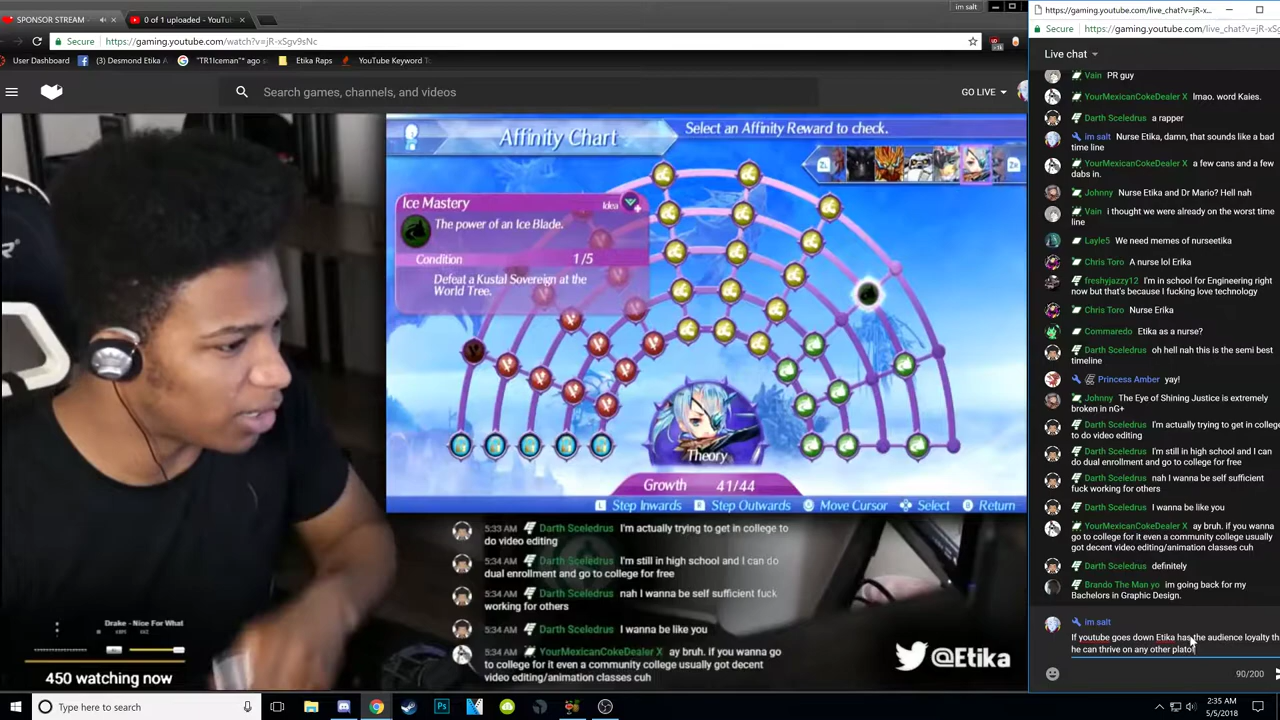 im salt
SPONSOR STREAM
0 of 1 uploaded - YouTu
https://gaming.youtube.com/live_chat?v=jR-x...
Secure
https://gaming.youtube.com/watch?v=jR-xSgv9sNc
Secure
https://gaming.youtube.com/live_chat?v=jR-xSg
User Dashboard
(3) Desmond Etika A
"TR1Iceman"* ago s
Etika Raps
YouTube Keyword To
Search games, channels, and videos
GO LIVE
Live chat
Affinity Chart
Select an Affinity Reward to check.
ZL
ZR
Ice Mastery
Idea
The power of an Ice Blade.
Condition 1/5
Defeat a Kustal Sovereign at the
World Tree.
Theory
Growth 41/44
L Step Inwards
R Step Outwards
Move Cursor
Select
Return
5:33 AM Darth Sceledrus I'm actually trying to get in college to
do video editing
5:34 AM Darth Sceledrus I'm still in high school and I can do
dual enrollment and go to college for free
5:34 AM Darth Sceledrus nah I wanna be self sufficient fuck
working for others
5:34 AM Darth Sceledrus I wanna be like you
5:34 AM YourMexicanCokeDealer X ay bruh. if you wanna go
to college for it even a community college usually got decent
video editing/animation classes cuh
Drake - Nice For What
450 watching now
@Etika
Vain PR guy
YourMexicanCokeDealer X lmao. word Kaies.
Darth Sceledrus a rapper
im salt Nurse Etika, damn, that sounds like a bad
time line
YourMexicanCokeDealer X a few cans and a few
dabs in.
Johnny Nurse Etika and Dr Mario? Hell nah
Vain i thought we were already on the worst time
line
Layle5 We need memes of nurseetika
Chris Toro A nurse lol Erika
freshyjazzy12 I'm in school for Engineering right
now but that's because I fucking love technology
Chris Toro Nurse Erika
Commaredo Etika as a nurse?
Darth Sceledrus oh hell nah this is the semi best
timeline
Princess Amber yay!
Johnny The Eye of Shining Justice is extremely
broken in nG+
Darth Sceledrus I'm actually trying to get in college
to do video editing
Darth Sceledrus I'm still in high school and I can
do dual enrollment and go to college for free
Darth Sceledrus nah I wanna be self sufficient
fuck working for others
Darth Sceledrus I wanna be like you
YourMexicanCokeDealer X ay bruh. if you wanna
go to college for it even a community college usually
got decent video editing/animation classes cuh
Darth Sceledrus definitely
Brando The Man yo im going back for my
Bachelors in Graphic Design.
im salt
If youtube goes down Etika has the audience loyalty th
he can thrive on any other plato
90/200
Type here to search
2:35 AM
5/5/2018